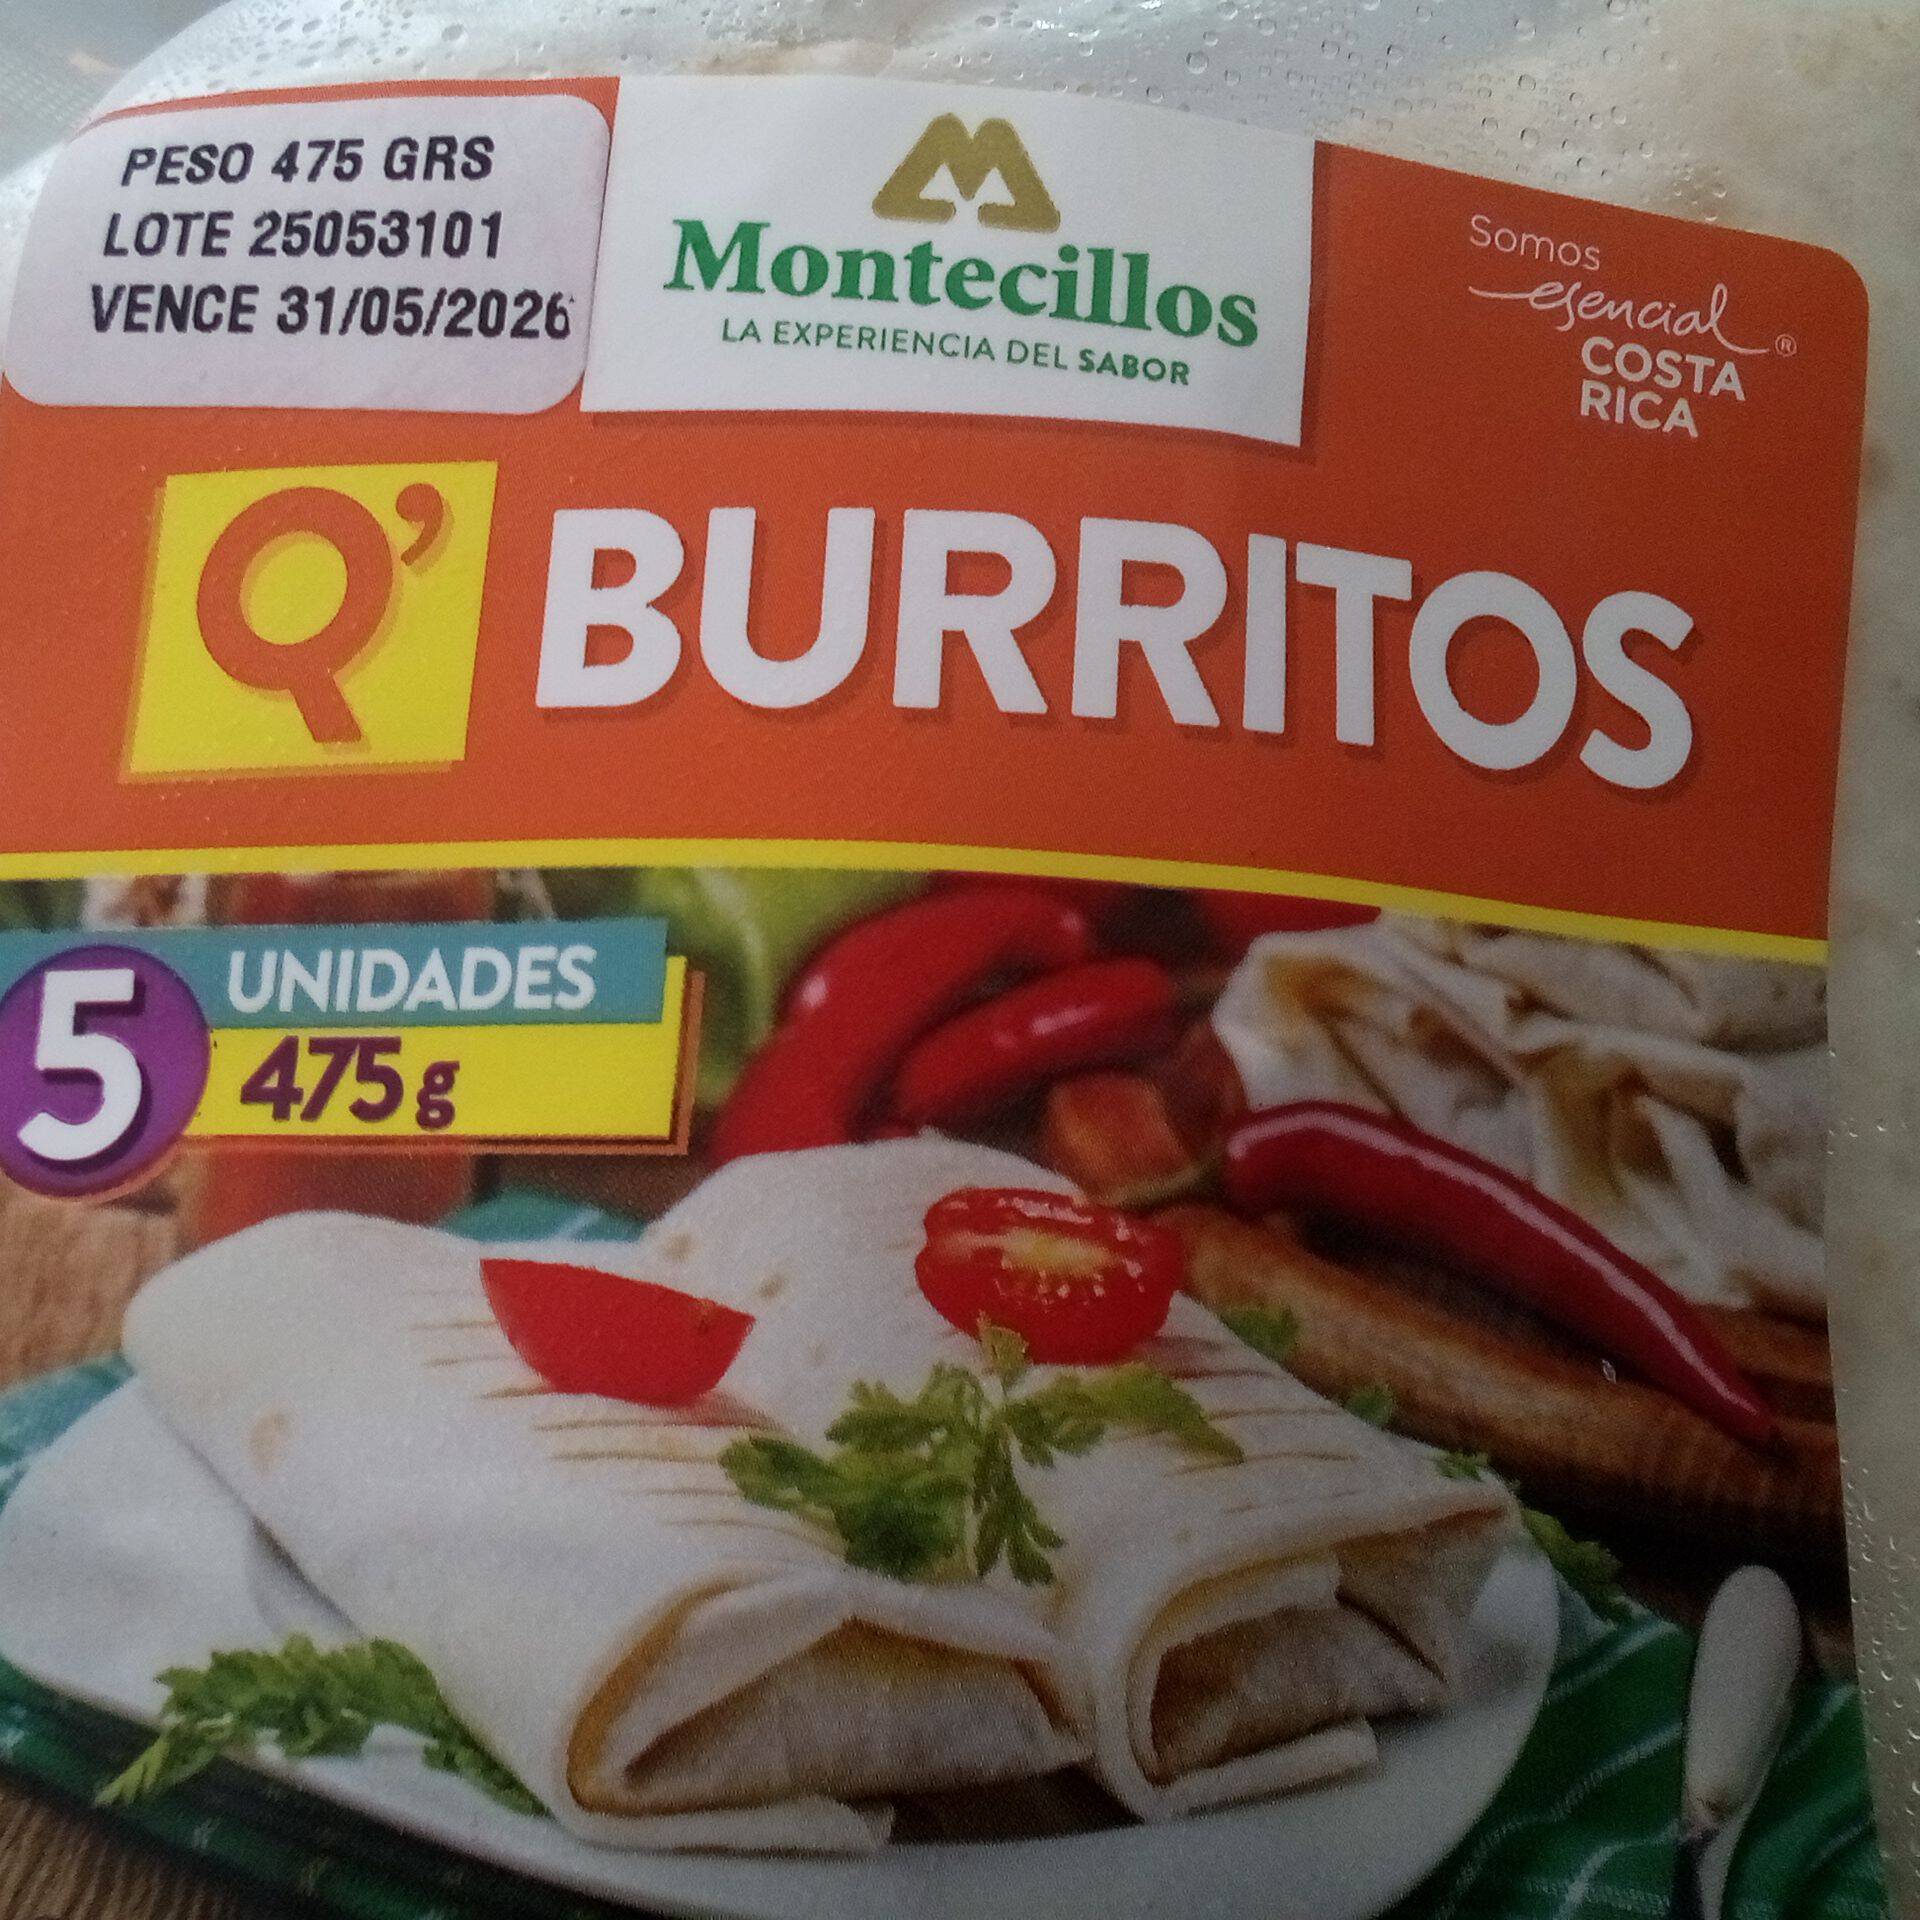 PESO 475 GRS
LOTE 25053101
VENCE 31/05/2026
Montecillos
LA EXPERIENCIA DEL SABOR
Somos
esencial ®
COSTA
RICA
Q' BURRITOS
5 UNIDADES
475g